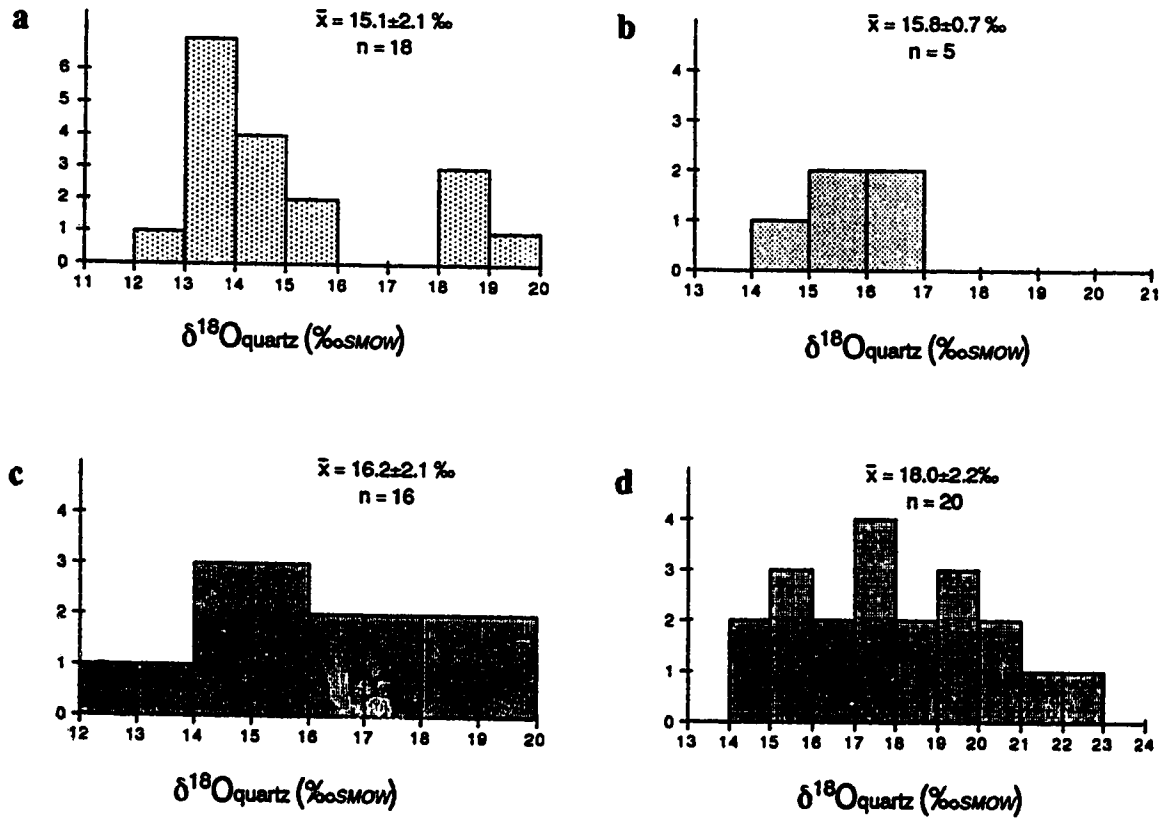 a
x̄ = 15.1±2.1 ‰
n = 18
6
5
4
3
2
1
0
11 12 13 14 15 16 17 18 19 20
δ¹⁸Oquartz (‰SMOW)
b
x̄ = 15.8±0.7 ‰
n = 5
4
3
2
1
0
13 14 15 16 17 18 19 20 21
δ¹⁸Oquartz (‰SMOW)
c
x̄ = 16.2±2.1 ‰
n = 16
4
3
2
1
0
12 13 14 15 16 17 18 19 20
δ¹⁸Oquartz (‰SMOW)
d
x̄ = 18.0±2.2‰
n = 20
4
3
2
1
0
13 14 15 16 17 18 19 20 21 22 23 24
δ¹⁸Oquartz (‰SMOW)